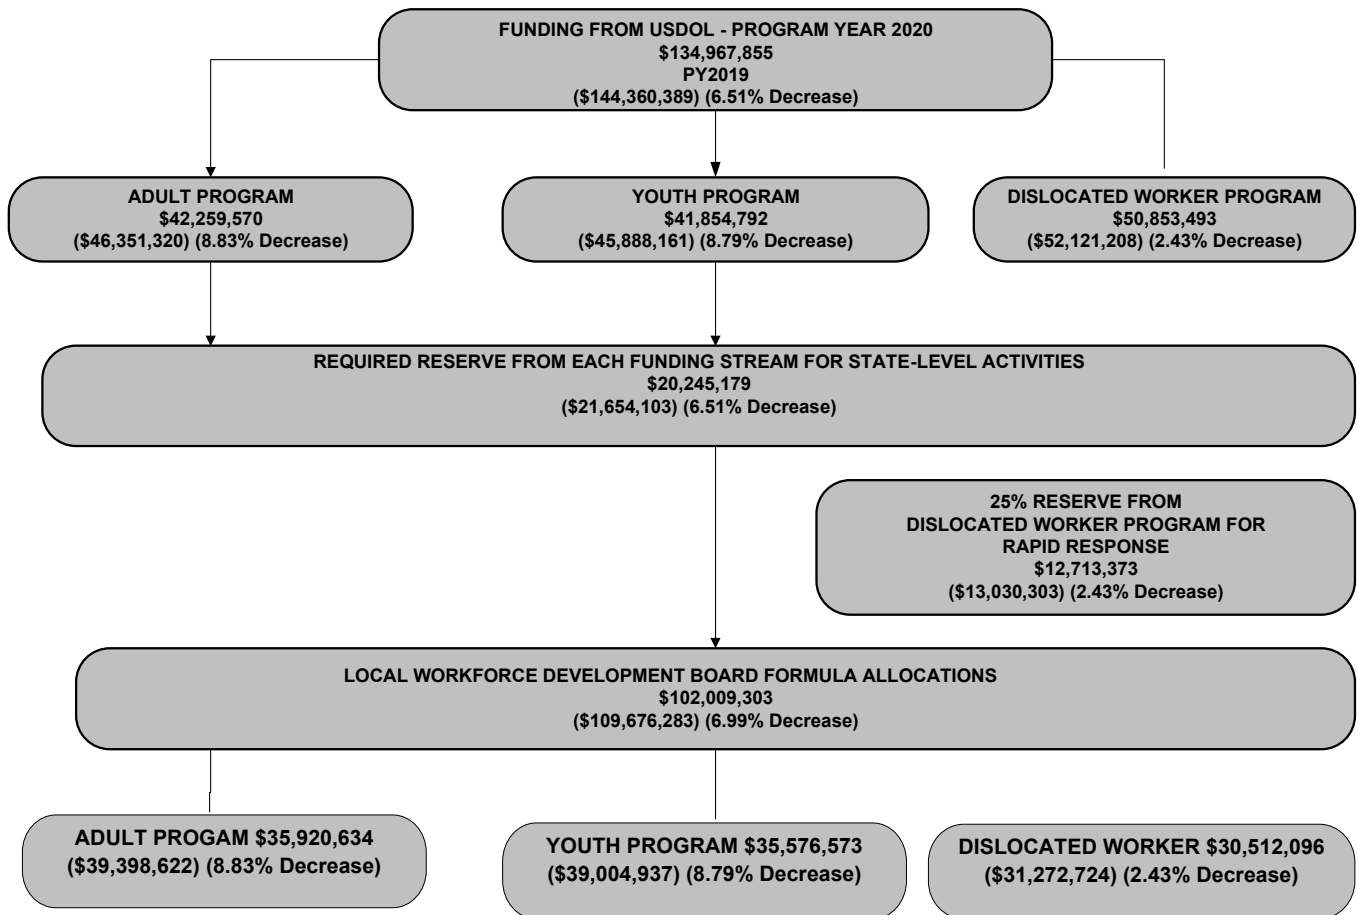 FUNDING FROM USDOL - PROGRAM YEAR 2020
$134,967,855
PY2019
($144,360,389) (6.51% Decrease)
ADULT PROGRAM
$42,259,570
($46,351,320) (8.83% Decrease)
YOUTH PROGRAM
$41,854,792
($45,888,161) (8.79% Decrease)
DISLOCATED WORKER PROGRAM
$50,853,493
($52,121,208) (2.43% Decrease)
REQUIRED RESERVE FROM EACH FUNDING STREAM FOR STATE-LEVEL ACTIVITIES
$20,245,179
($21,654,103) (6.51% Decrease)
25% RESERVE FROM
DISLOCATED WORKER PROGRAM FOR
RAPID RESPONSE
$12,713,373
($13,030,303) (2.43% Decrease)
LOCAL WORKFORCE DEVELOPMENT BOARD FORMULA ALLOCATIONS
$102,009,303
($109,676,283) (6.99% Decrease)
ADULT PROGAM $35,920,634
($39,398,622) (8.83% Decrease)
YOUTH PROGRAM $35,576,573
($39,004,937) (8.79% Decrease)
DISLOCATED WORKER $30,512,096
($31,272,724) (2.43% Decrease)